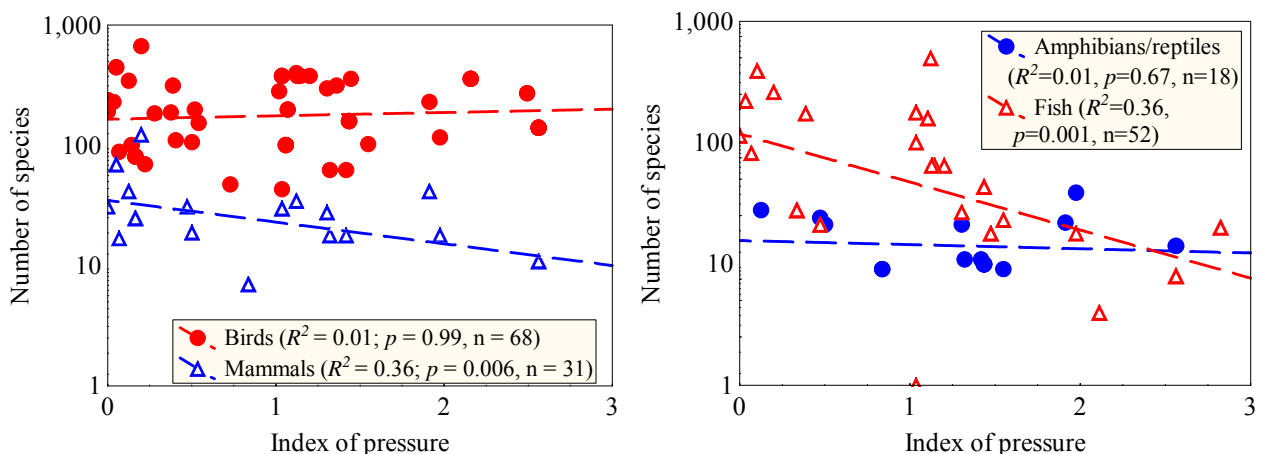 1,000
100
10
1
Number of species
0
1
2
3
Index of pressure
Birds (R² = 0.01; p = 0.99, n = 68)
Mammals (R² = 0.36; p = 0.006, n = 31)
1,000
100
10
1
Number of species
0
1
2
3
Index of pressure
Amphibians/reptiles
(R²=0.01, p=0.67, n=18)
Fish (R²=0.36,
p=0.001, n=52)